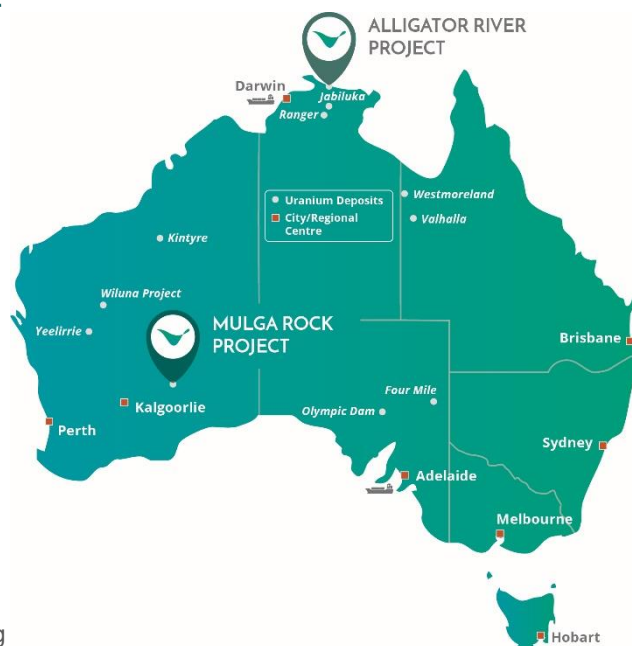 ALLIGATOR RIVER
PROJECT
Darwin
Jabiluka
Ranger
Uranium Deposits
City/Regional
Centre
Westmoreland
Valhalla
Kintyre
Wiluna Project
Yeelirrie
MULGA ROCK
PROJECT
Brisbane
Four Mile
Olympic Dam
Kalgoorlie
Perth
Sydney
Adelaide
Melbourne
Hobart
g